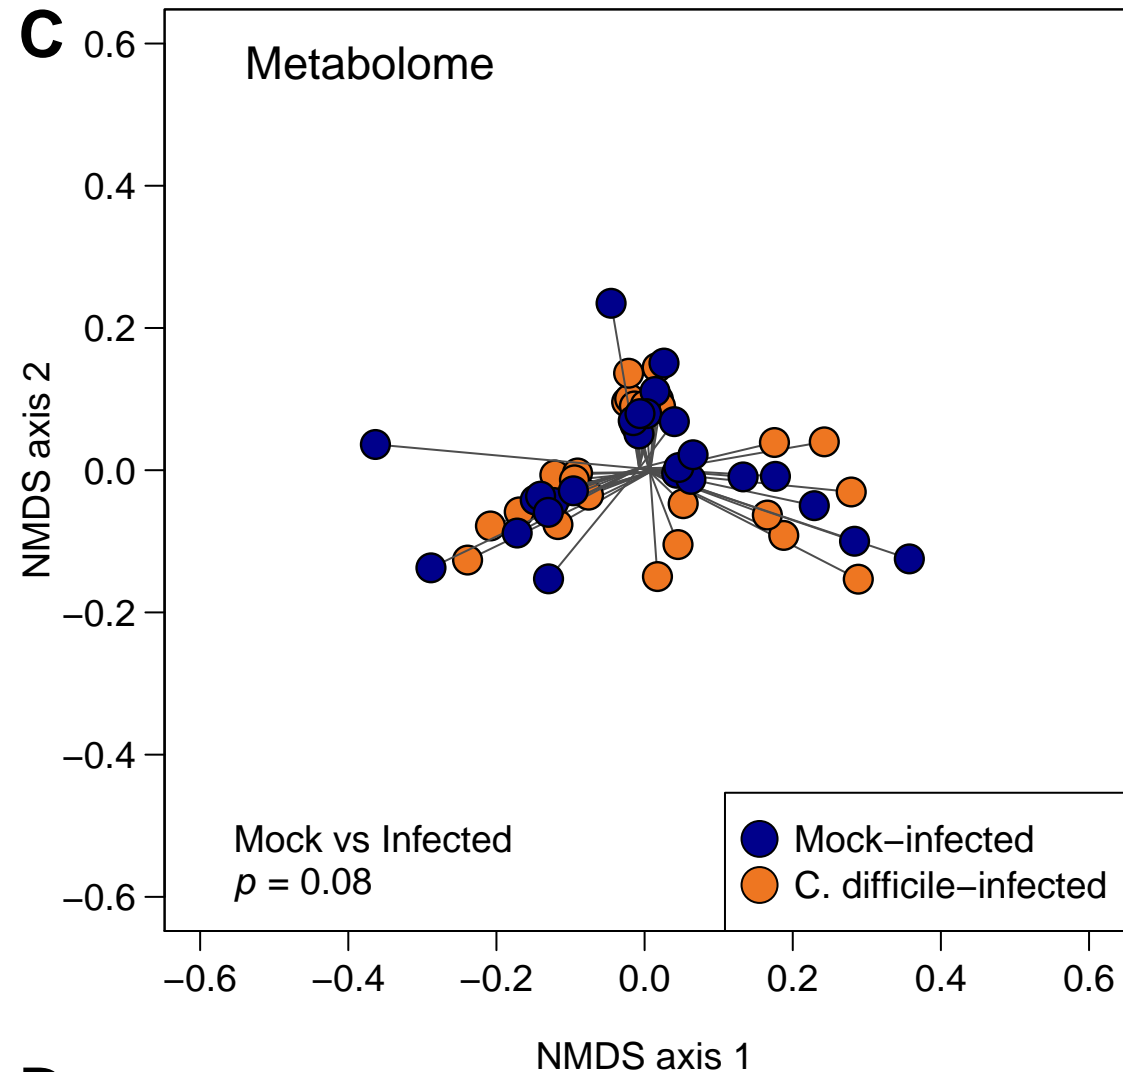 C
Metabolome
0.6
0.4
0.2
0.0
−0.2
−0.4
−0.6
NMDS axis 2
Mock vs Infected
p = 0.08
Mock−infected
C. difficile−infected
−0.6 −0.4 −0.2 0.0 0.2 0.4 0.6
NMDS axis 1